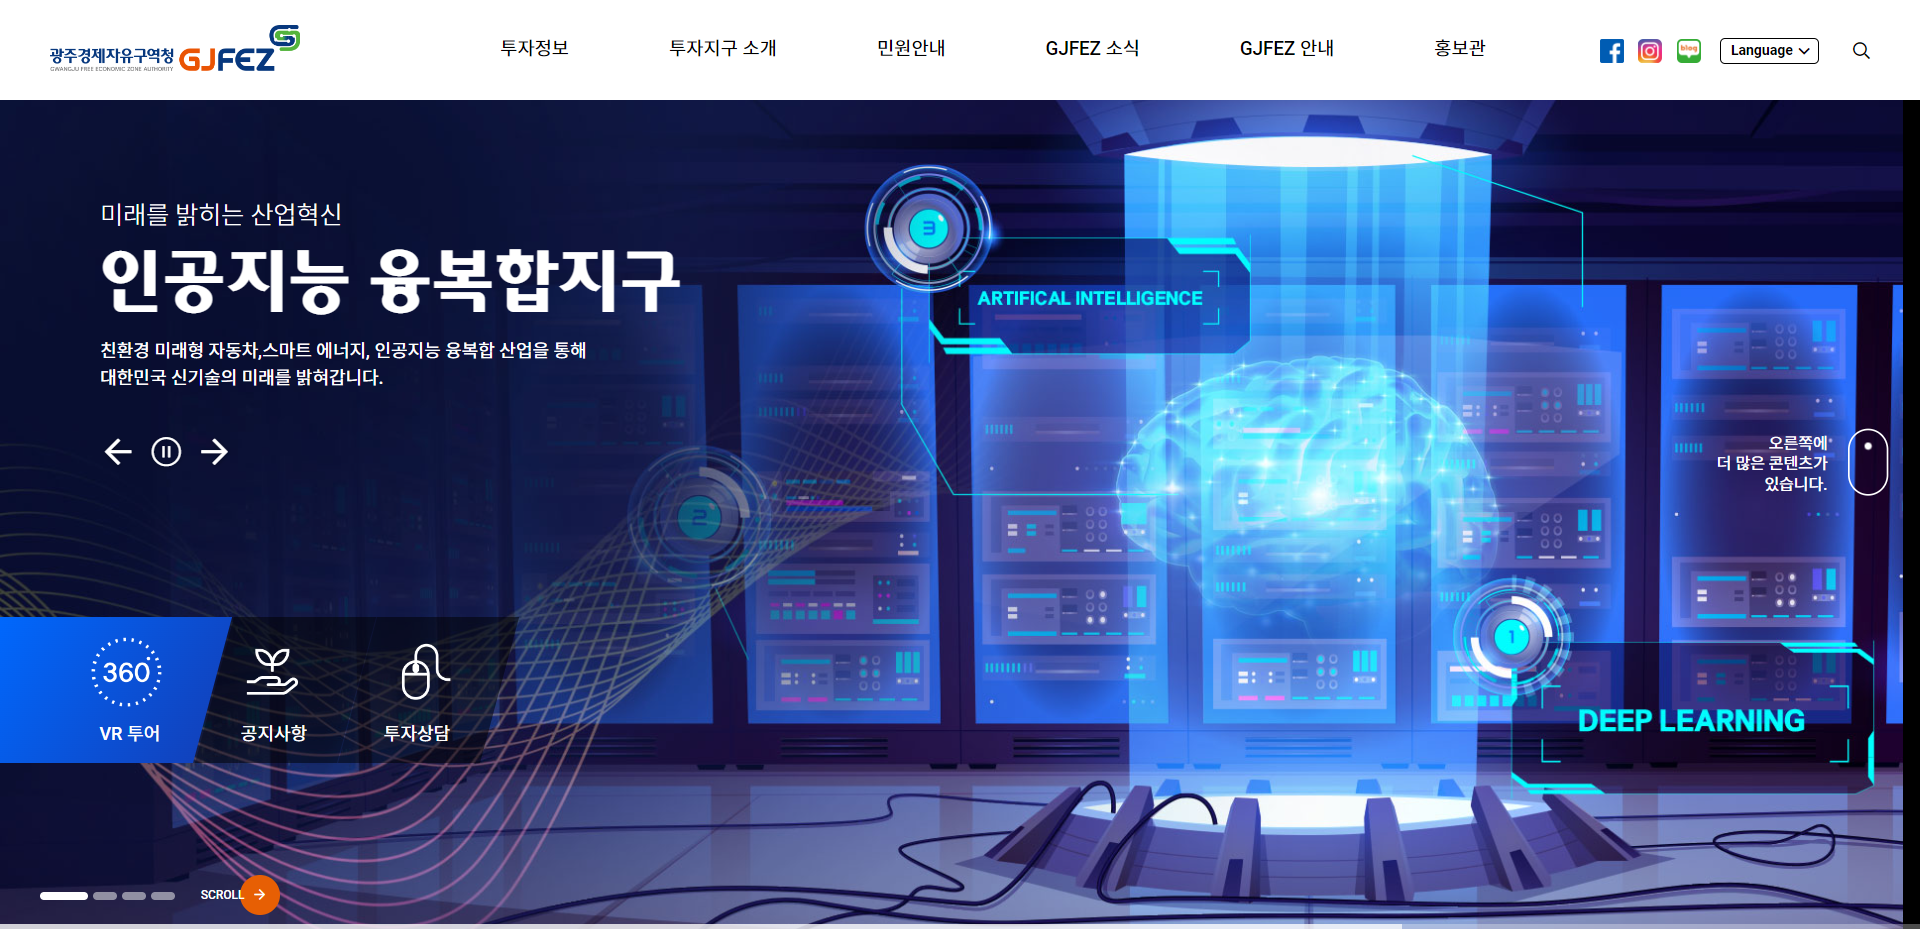 광주경제자유구역청 GJFEZ
GWANGJU FREE ECONOMIC ZONE AUTHORITY
투자정보
투자지구 소개
민원안내
GJFEZ 소식
GJFEZ 안내
홍보관
blog
Language
미래를 밝히는 산업혁신
인공지능 융복합지구
친환경 미래형 자동차,스마트 에너지, 인공지능 융복합 산업을 통해
대한민국 신기술의 미래를 밝혀갑니다.
3
ARTIFICAL INTELLIGENCE
오른쪽에
더 많은 콘텐츠가
있습니다.
2
1
DEEP LEARNING
360
VR 투어
공지사항
투자상담
SCROLL